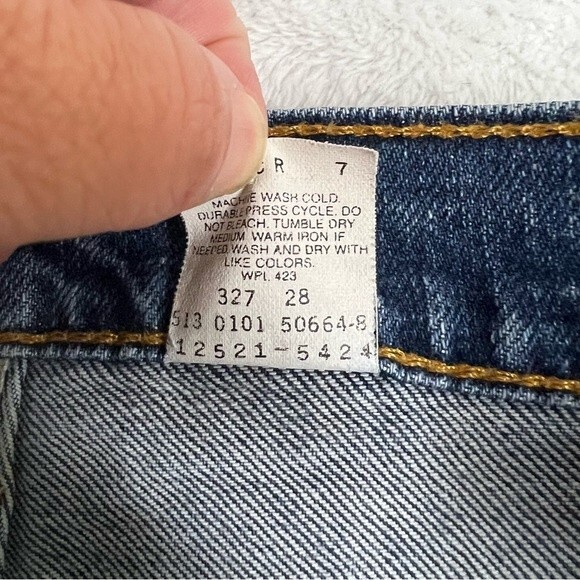 R 7
MACHINE WASH COLD.
DURABLE PRESS CYCLE. DO
NOT BLEACH. TUMBLE DRY
MEDIUM. WARM IRON IF
NEEDED. WASH AND DRY WITH
LIKE COLORS.
WPL 423
327 28
513 0101 50664-8
12521-5424